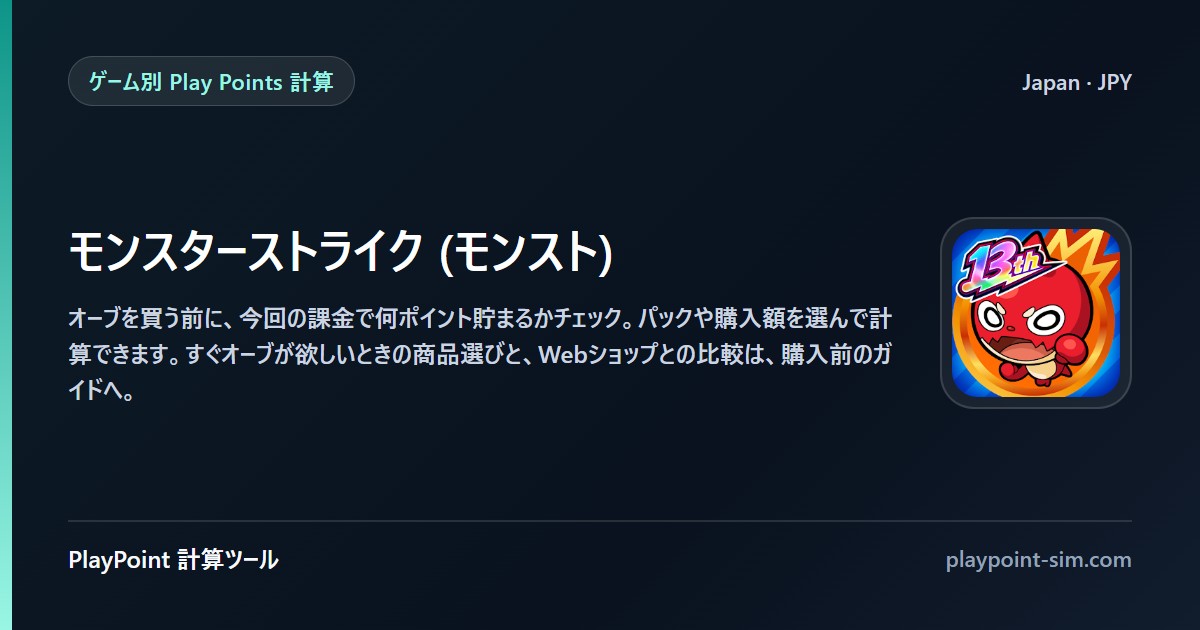 ゲーム別 Play Points 計算
Japan · JPY
モンスターストライク (モンスト)
オーブを買う前に、今回の課金で何ポイント貯まるかチェック。パックや購入額を選んで計
算できます。すぐオーブが欲しいときの商品選びと、Webショップとの比較は、購入前のガ
イドへ。
13th
PlayPoint 計算ツール
playpoint-sim.com